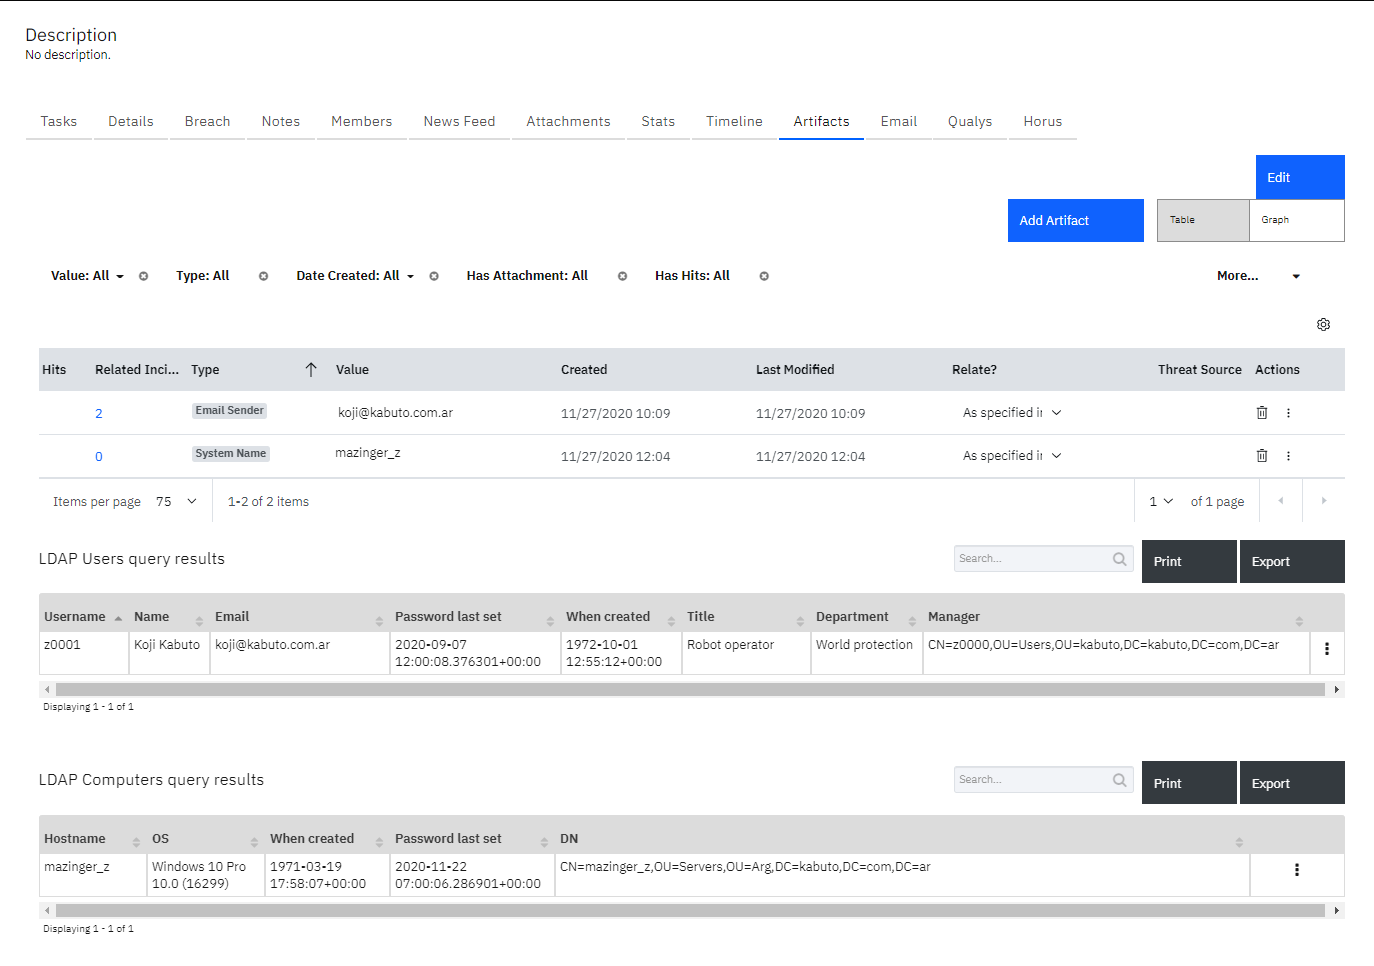 Description
No description.
Tasks Details Breach Notes Members News Feed Attachments Stats Timeline Artifacts Email Qualys Horus
Edit
Add Artifact Table Graph
Value: All Type: All Date Created: All Has Attachment: All Has Hits: All More...
Hits Related Inci... Type Value Created Last Modified Relate? Threat Source Actions
2 Email Sender koji@kabuto.com.ar 11/27/2020 10:09 11/27/2020 10:09 As specified in
0 System Name mazinger_z 11/27/2020 12:04 11/27/2020 12:04 As specified in
Items per page 75 1-2 of 2 items 1 of 1 page
LDAP Users query results Search... Print Export
Username Name Email Password last set When created Title Department Manager
z0001 Koji Kabuto koji@kabuto.com.ar 2020-09-07 1972-10-01 Robot operator World protection CN=z0000,OU=Users,OU=kabuto,DC=kabuto,DC=com,DC=ar
12:00:08.376301+00:00 12:55:12+00:00
Displaying 1 - 1 of 1
LDAP Computers query results Search... Print Export
Hostname OS When created Password last set DN
mazinger_z Windows 10 Pro 1971-03-19 2020-11-22 CN=mazinger_z,OU=Servers,OU=Arg,DC=kabuto,DC=com,DC=ar
10.0 (16299) 17:58:07+00:00 07:00:06.286901+00:00
Displaying 1 - 1 of 1